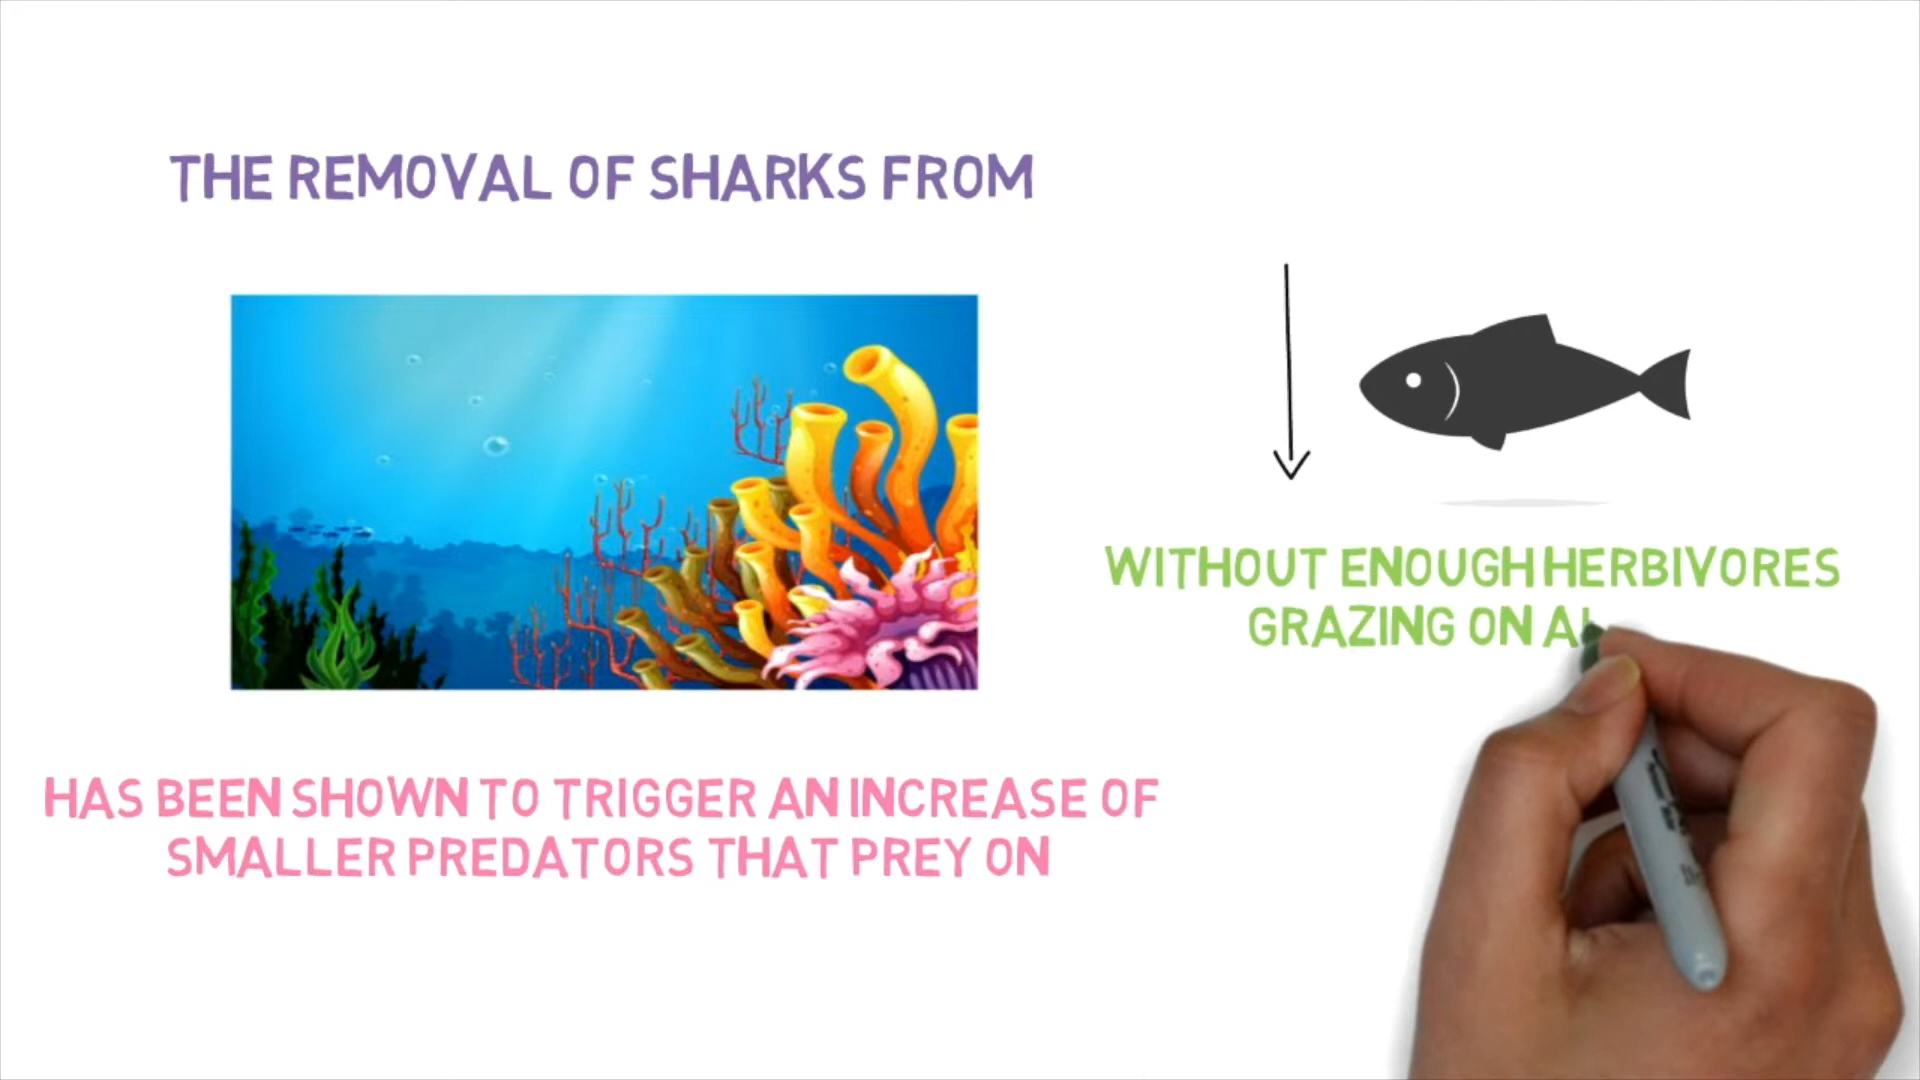 THE REMOVAL OF SHARKS FROM
HAS BEEN SHOWN TO TRIGGER AN INCREASE OF
SMALLER PREDATORS THAT PREY ON
WITHOUT ENOUGH HERBIVORES
GRAZING ON AL